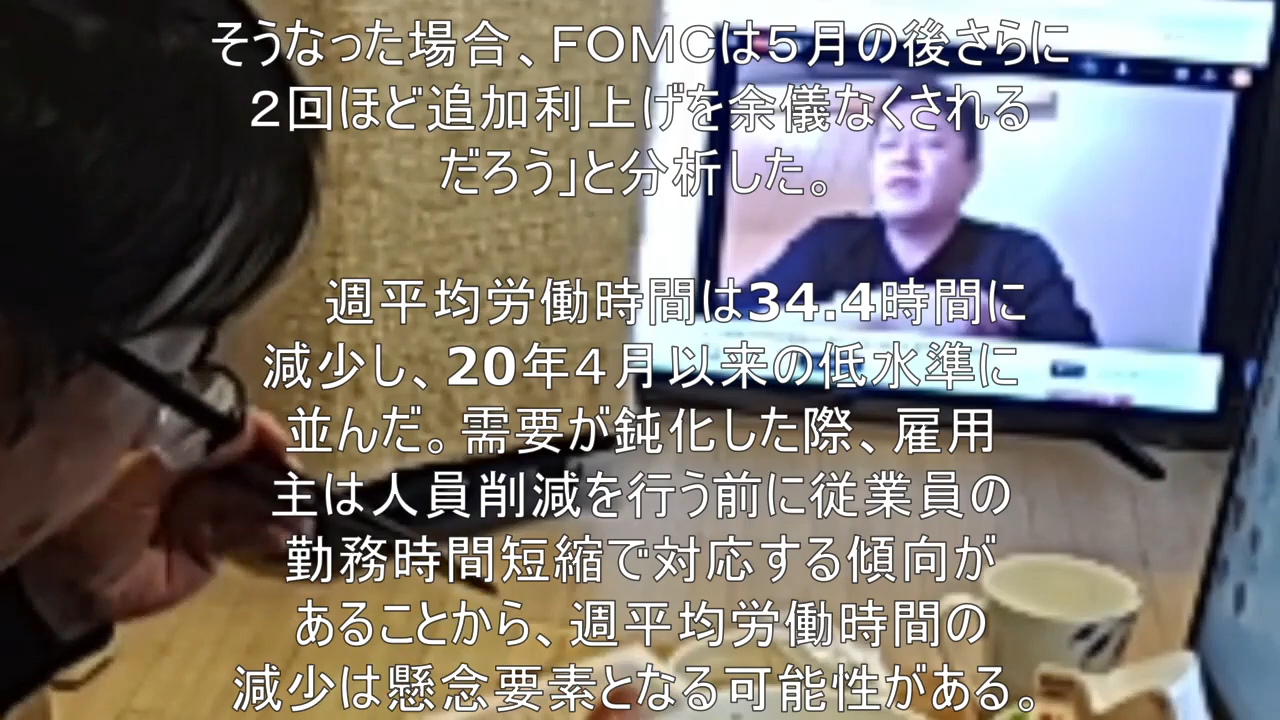 そうなった場合、ＦＯＭＣは５月の後さらに
２回ほど追加利上げを余儀なくされる
だろう」と分析した。
週平均労働時間は34.4時間に
減少し、20年４月以来の低水準に
並んだ。需要が鈍化した際、雇用
主は人員削減を行う前に従業員の
勤務時間短縮で対応する傾向が
あることから、週平均労働時間の
減少は懸念要素となる可能性がある。